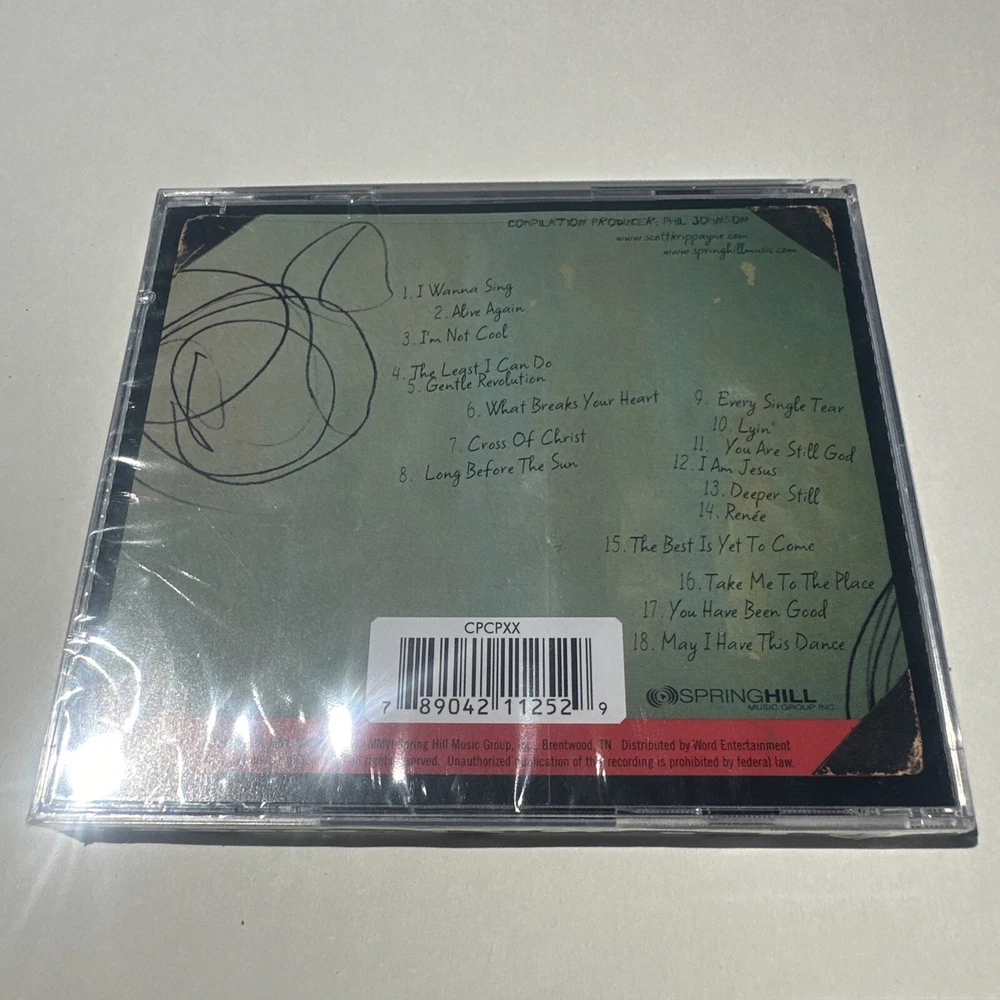 COMPILATION PRODUCER: PHIL JOHNSON
www.scottkrippayne.com
www.springhillmusic.com
1. I Wanna Sing
2. Alive Again
3. I'm Not Cool
4. The Least I Can Do
5. Gentle Revolution
6. What Breaks Your Heart
7. Cross Of Christ
8. Long Before The Sun
9. Every Single Tear
10. Lyin'
11. You Are Still God
12. I Am Jesus
13. Deeper Still
14. Renée
15. The Best Is Yet To Come
16. Take Me To The Place
17. You Have Been Good
18. May I Have This Dance
CPCPXX
7 89042 11252 9
SPRINGHILL
MUSIC GROUP INC
MMVI Spring Hill Music Group, Brentwood, TN Distributed by Word Entertainment
all rights reserved. Unauthorized publication of the recording is prohibited by federal law.